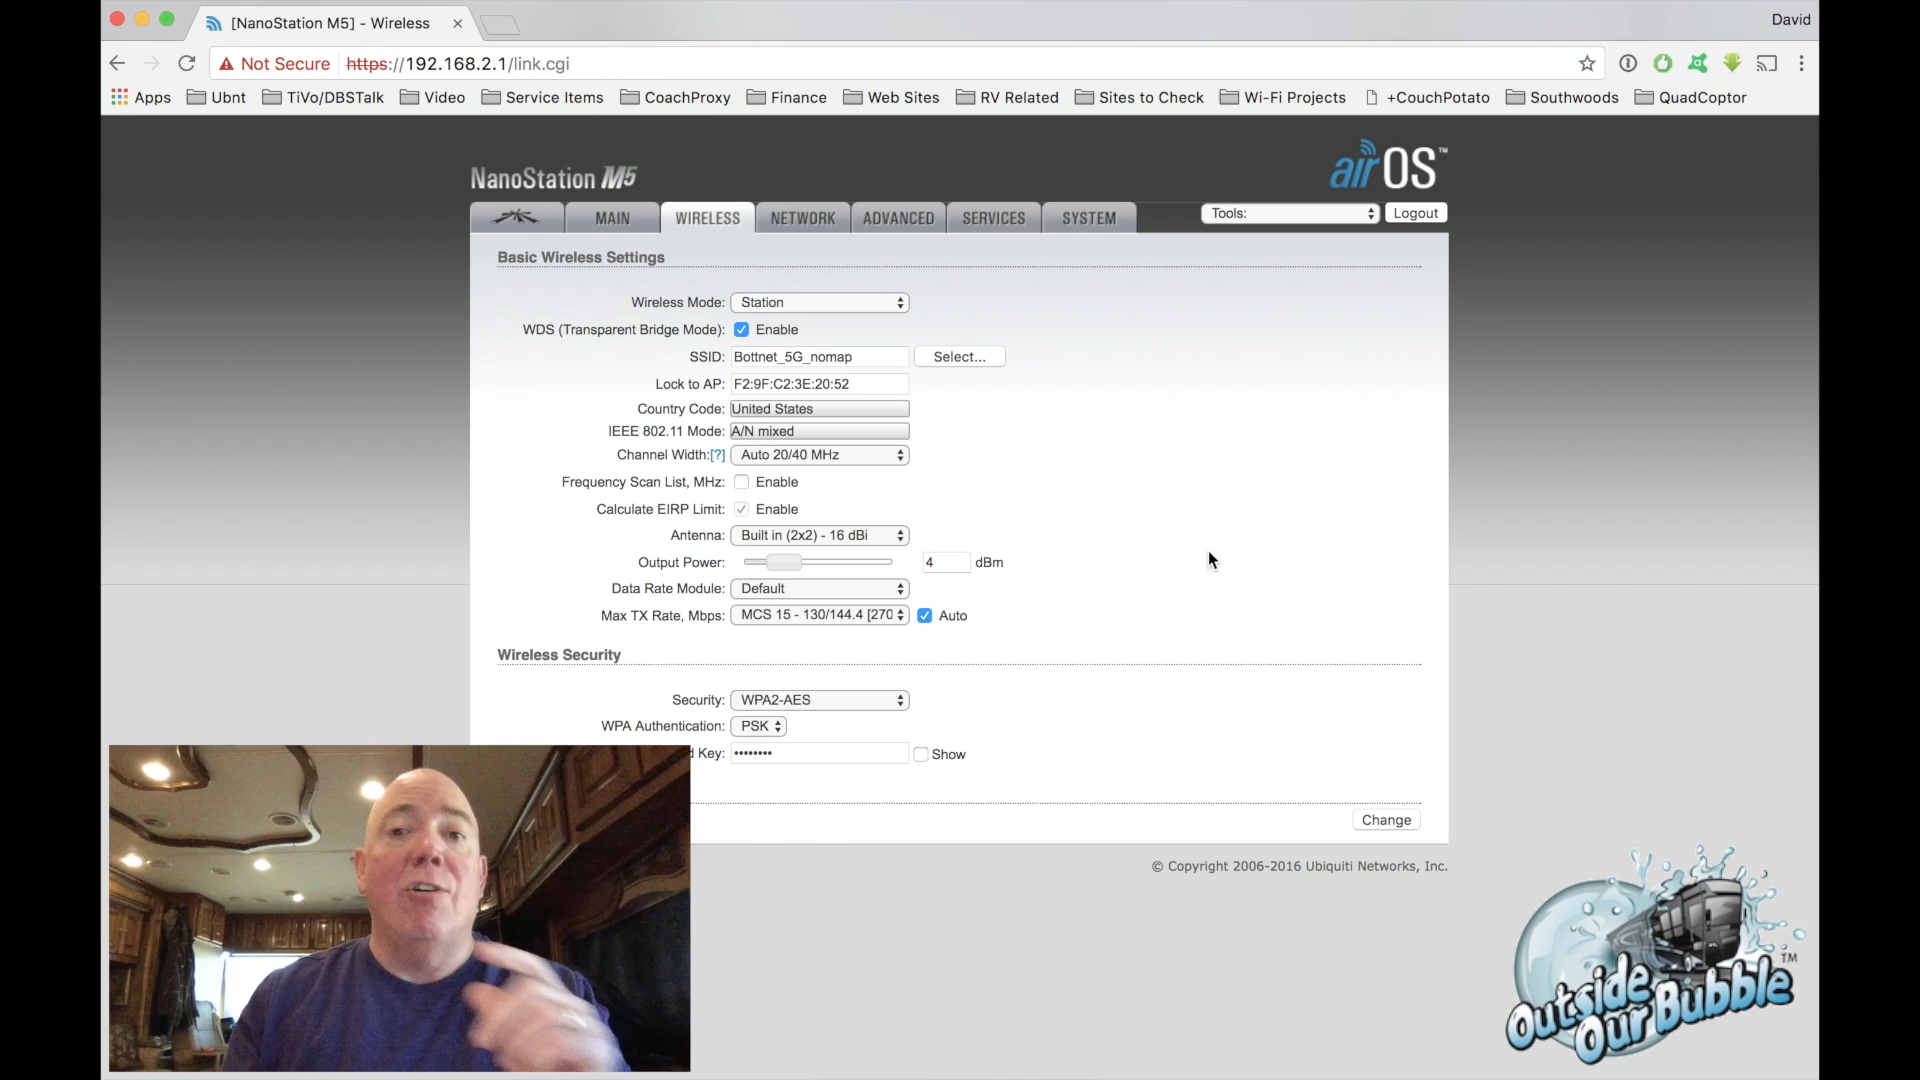 [NanoStation M5] - Wireless
David
Not Secure https://192.168.2.1/link.cgi
Apps Ubnt TiVo/DBSTalk Video Service Items CoachProxy Finance Web Sites RV Related Sites to Check Wi-Fi Projects +CouchPotato Southwoods QuadCoptor
NanoStation M5
airOS™
MAIN WIRELESS NETWORK ADVANCED SERVICES SYSTEM Tools: Logout
Basic Wireless Settings
Wireless Mode: Station
WDS (Transparent Bridge Mode): Enable
SSID: Bottnet_5G_nomap Select...
Lock to AP: F2:9F:C2:3E:20:52
Country Code: United States
IEEE 802.11 Mode: A/N mixed
Channel Width:[?] Auto 20/40 MHz
Frequency Scan List, MHz: Enable
Calculate EIRP Limit: Enable
Antenna: Built in (2x2) - 16 dBi
Output Power: 4 dBm
Data Rate Module: Default
Max TX Rate, Mbps: MCS 15 - 130/144.4 [270 Auto
Wireless Security
Security: WPA2-AES
WPA Authentication: PSK
d Key: •••••••• Show
Change
© Copyright 2006-2016 Ubiquiti Networks, Inc.
Outside
Our Bubble™